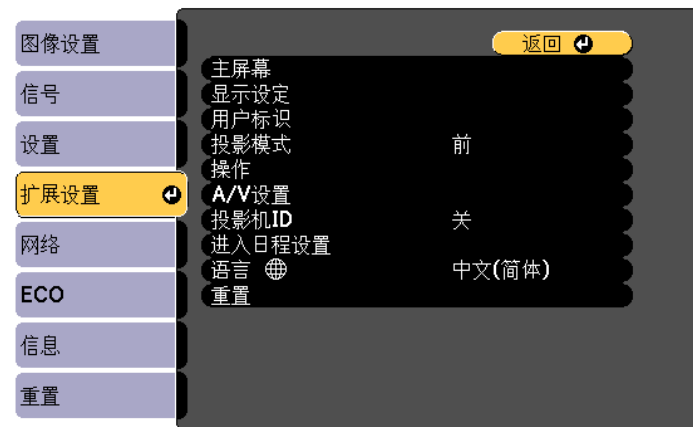 图像设置
信号
设置
扩展设置
网络
ECO
信息
重置
返回
主屏幕
显示设定
用户标识
投影模式 前
操作
A/V设置
投影机ID 关
进入日程设置
语言 中文(简体)
重置